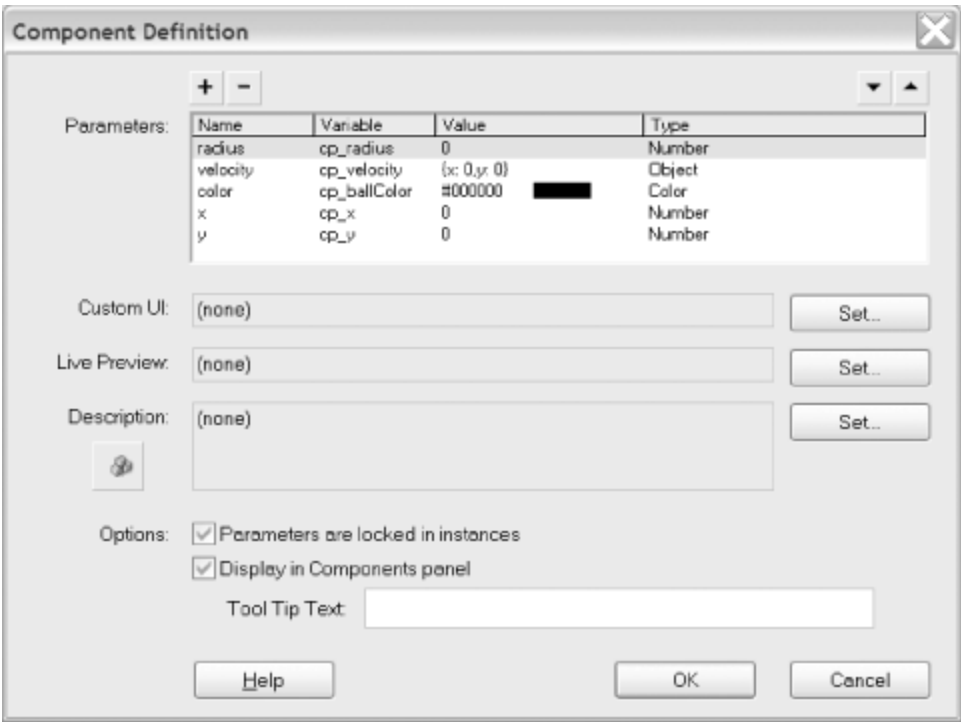 Component Definition
+ -
Parameters:
Name Variable Value Type
radius cp_radius 0 Number
velocity cp_velocity {x: 0,y: 0} Object
color cp_ballColor #000000 Color
x cp_x 0 Number
y cp_y 0 Number
Custom UI: (none) Set...
Live Preview: (none) Set...
Description: (none) Set...
Options: Parameters are locked in instances
Display in Components panel
Tool Tip Text:
Help OK Cancel